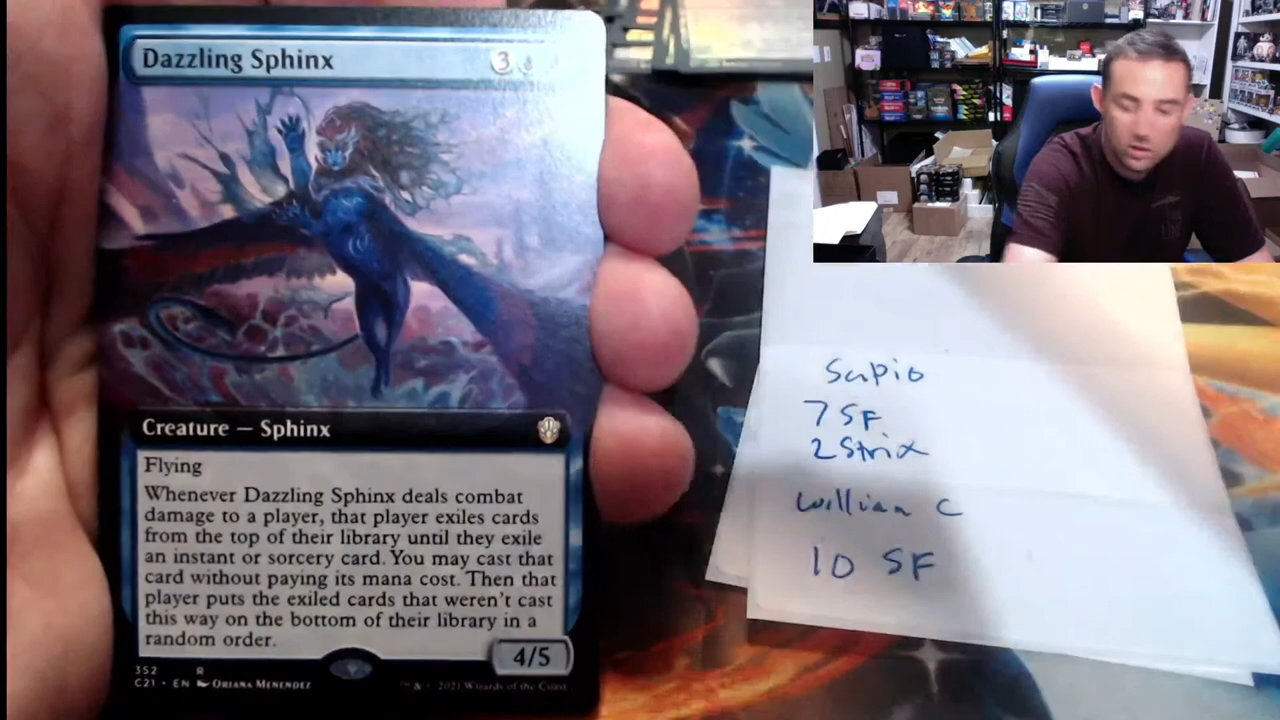 Dazzling Sphinx
3
Creature — Sphinx
Flying
Whenever Dazzling Sphinx deals combat
damage to a player, that player exiles cards
from the top of their library until they exile
an instant or sorcery card. You may cast that
card without paying its mana cost. Then that
player puts the exiled cards that weren't cast
this way on the bottom of their library in a
random order.
4/5
352 R
C21 • EN Oriana Menendez
™ & © 2021 Wizards of the Coast
Sapio
7 SF
2 Strix
William C
10 SF